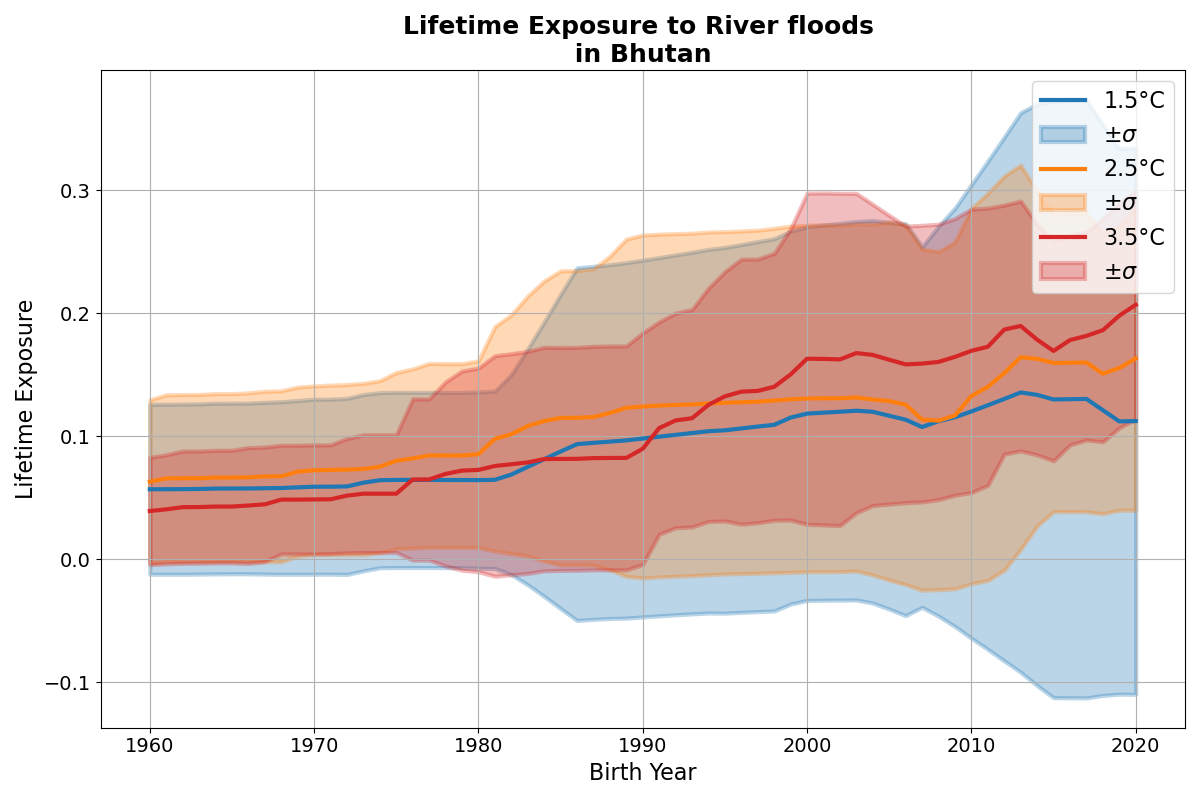 Lifetime Exposure to River floods
in Bhutan
1.5°C
±σ
2.5°C
±σ
3.5°C
±σ
Lifetime Exposure
0.3
0.2
0.1
0.0
−0.1
1960 1970 1980 1990 2000 2010 2020
Birth Year